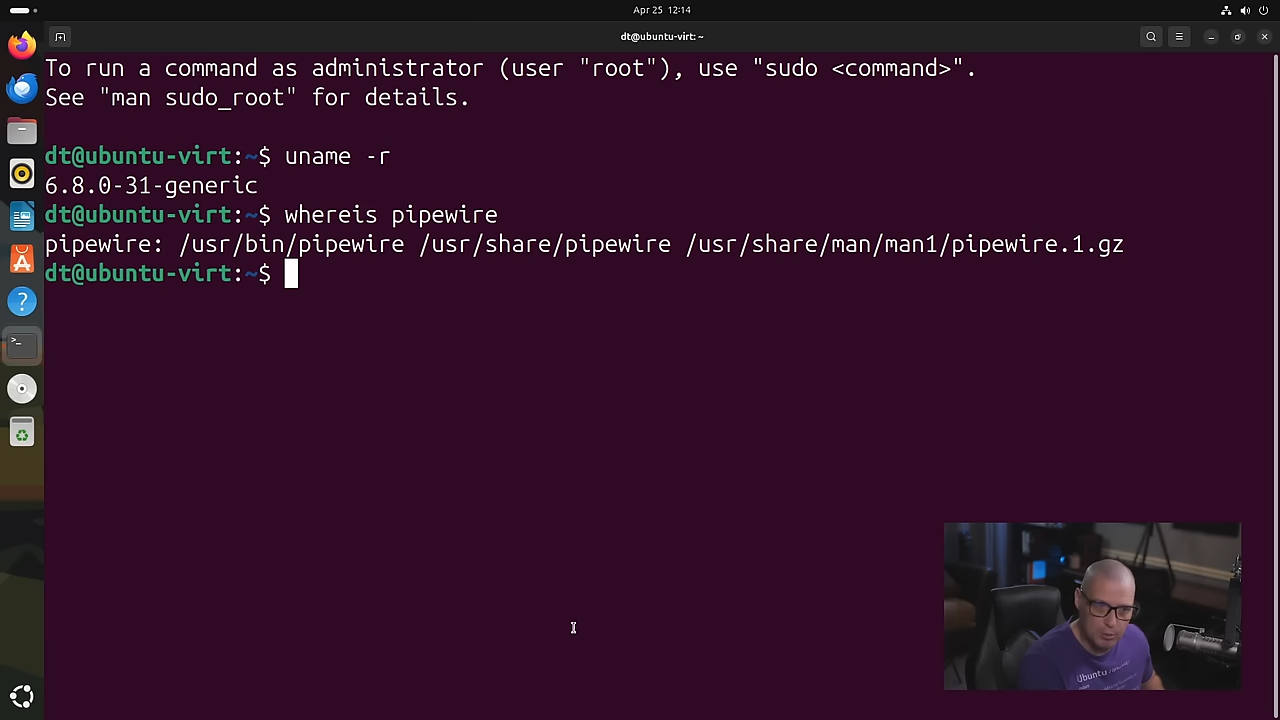 Apr 25 12:14
dt@ubuntu-virt: ~
To run a command as administrator (user "root"), use "sudo <command>".
See "man sudo_root" for details.
dt@ubuntu-virt:~$ uname -r
6.8.0-31-generic
dt@ubuntu-virt:~$ whereis pipewire
pipewire: /usr/bin/pipewire /usr/share/pipewire /usr/share/man/man1/pipewire.1.gz
dt@ubuntu-virt:~$
Ubuntu